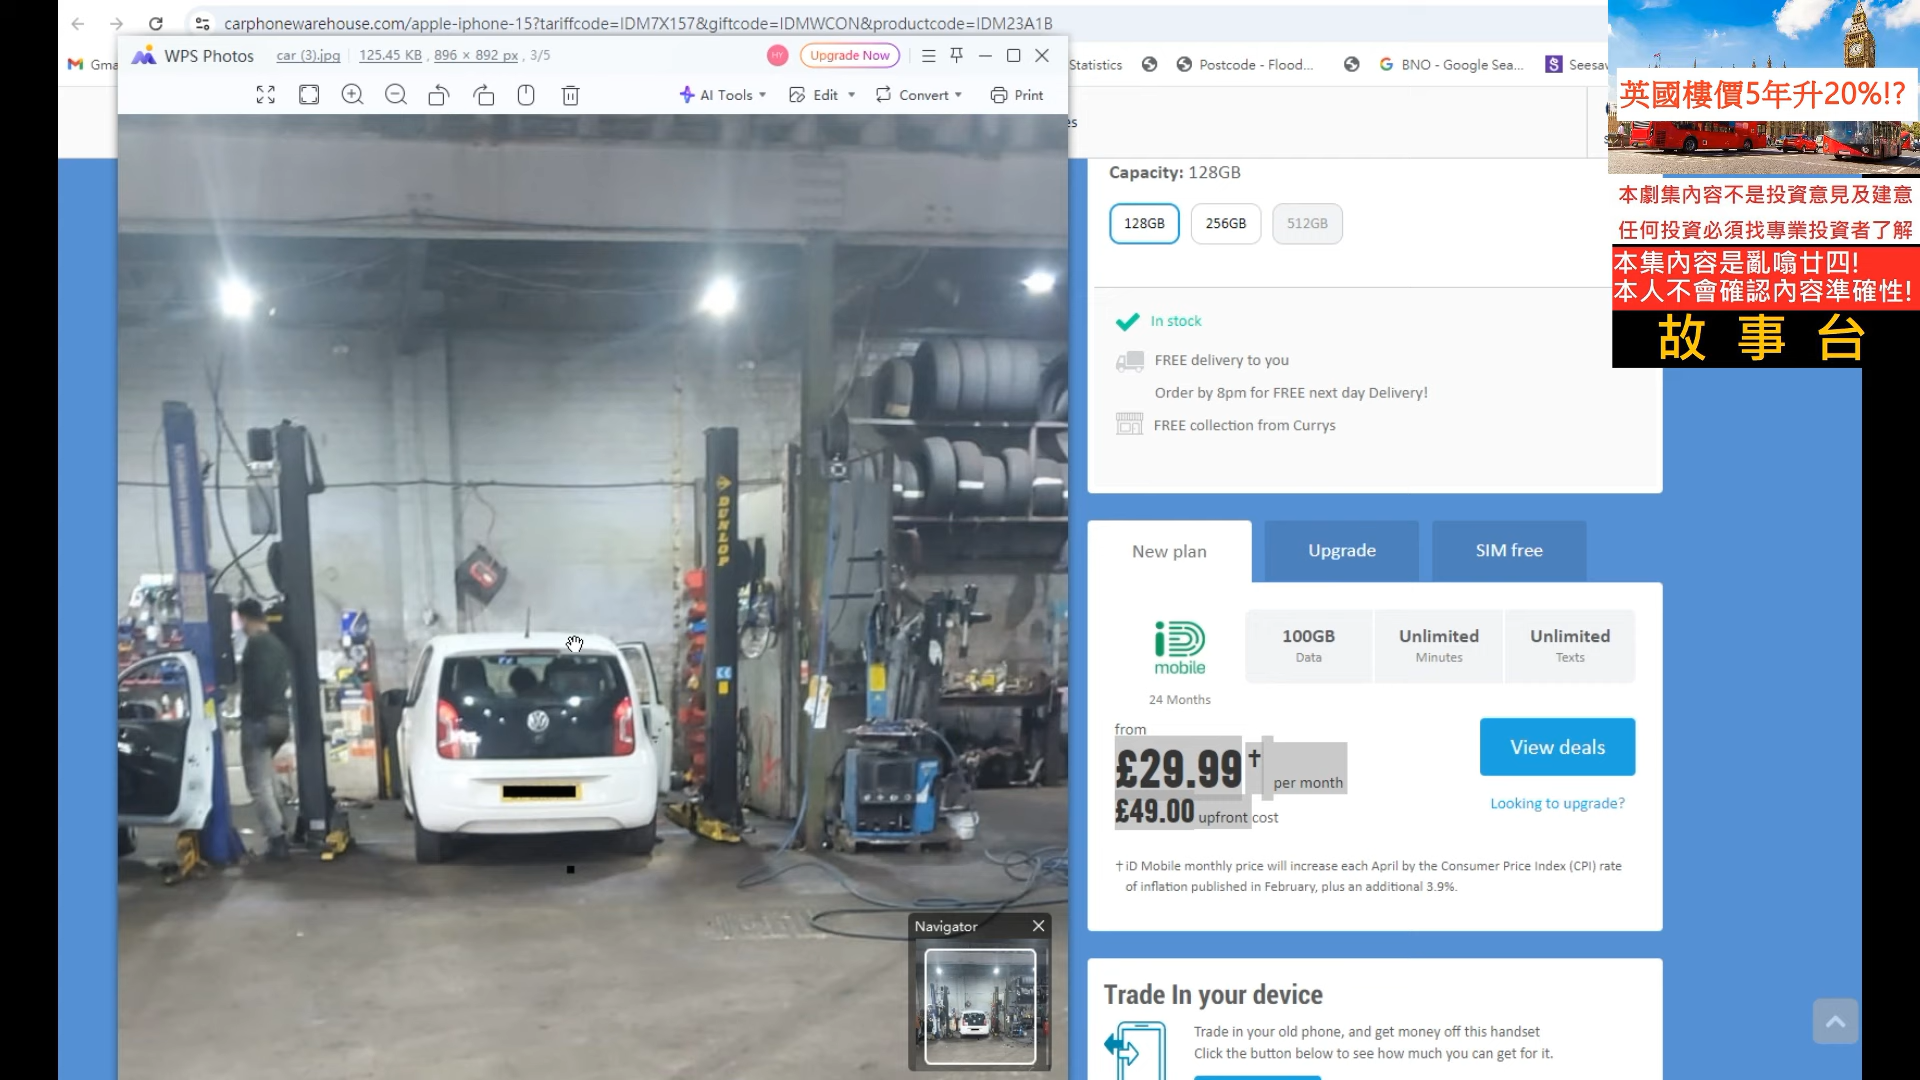 carphonewarehouse.com/apple-iphone-15?tariffcode=IDM7X157&giftcode=IDMWCON&productcode=IDM23A1B
Gma
WPS Photos
car (3).jpg
125.45 KB , 896 × 892 px , 3/5
HY
Upgrade Now
AI Tools
Edit
Convert
Print
Statistics
Postcode - Flood...
BNO - Google Sea...
Seesaw
es
Capacity: 128GB
128GB
256GB
512GB
In stock
FREE delivery to you
Order by 8pm for FREE next day Delivery!
FREE collection from Currys
New plan
Upgrade
SIM free
iD
mobile
24 Months
100GB
Data
Unlimited
Minutes
Unlimited
Texts
from
£29.99† per month
£49.00 upfront cost
View deals
Looking to upgrade?
† iD Mobile monthly price will increase each April by the Consumer Price Index (CPI) rate
of inflation published in February, plus an additional 3.9%.
Trade In your device
Trade in your old phone, and get money off this handset
Click the button below to see how much you can get for it.
DUNLOP
Navigator
英國樓價5年升20%!?
本劇集內容不是投資意見及建意
任何投資必須找專業投資者了解
本集內容是亂噏廿四!
本人不會確認內容準確性!
故事台